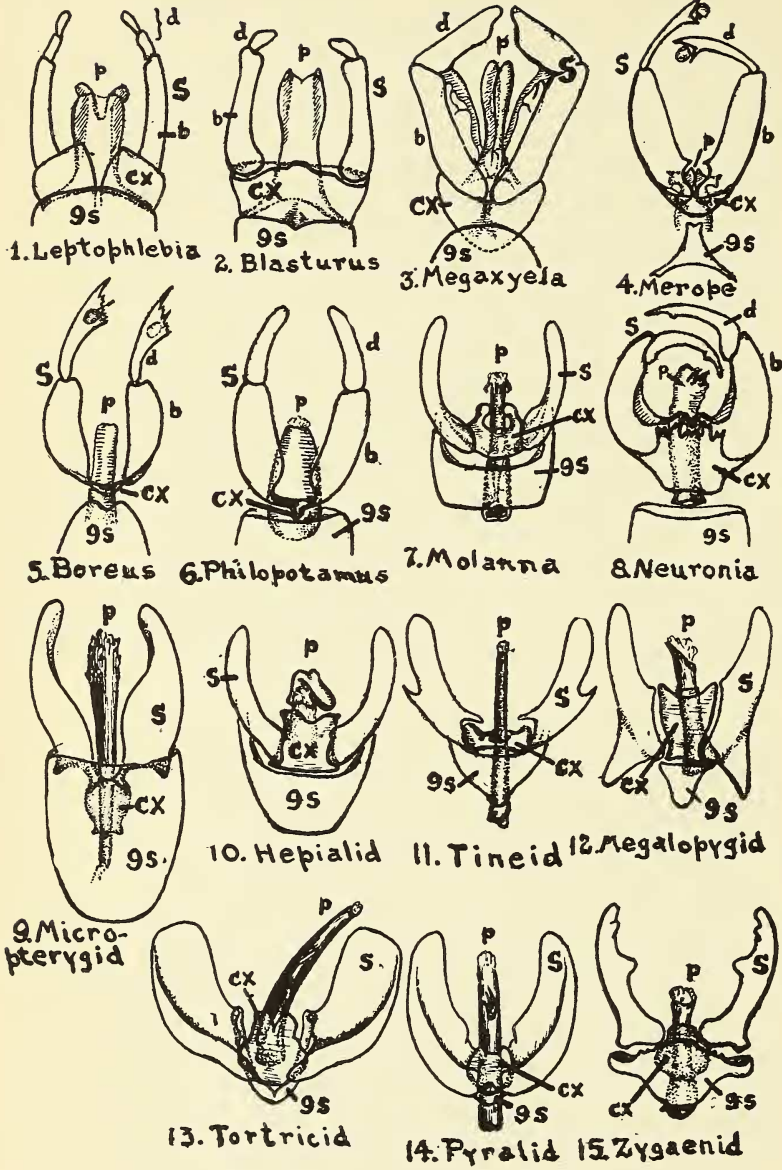 d
p
S
b
cx
9s
1. Leptophlebia
d
p
S
b
cx
9s
2. Blasturus
d
p
S
b
cx
9s
3. Megaxyela
d
S
p
b
cx
9s
4. Merope
S
d
p
b
cx
9s
5. Boreus
d
S
p
b
cx
9s
6. Philopotamus
p
S
cx
9s
7. Molanna
S
d
b
p
cx
9s
8. Neuronia
p
S
cx
9s.
9. Micro-
pterygid
p
S
cx
9s
10. Hepialid
p
S
cx
9s
11. Tineid
p
S
cx
9s
12. Megalopygid
p
cx
S
9s
13. Tortricid
p
S
cx
9s
14. Pyralid
p
S
cx
9s
15. Zygaenid